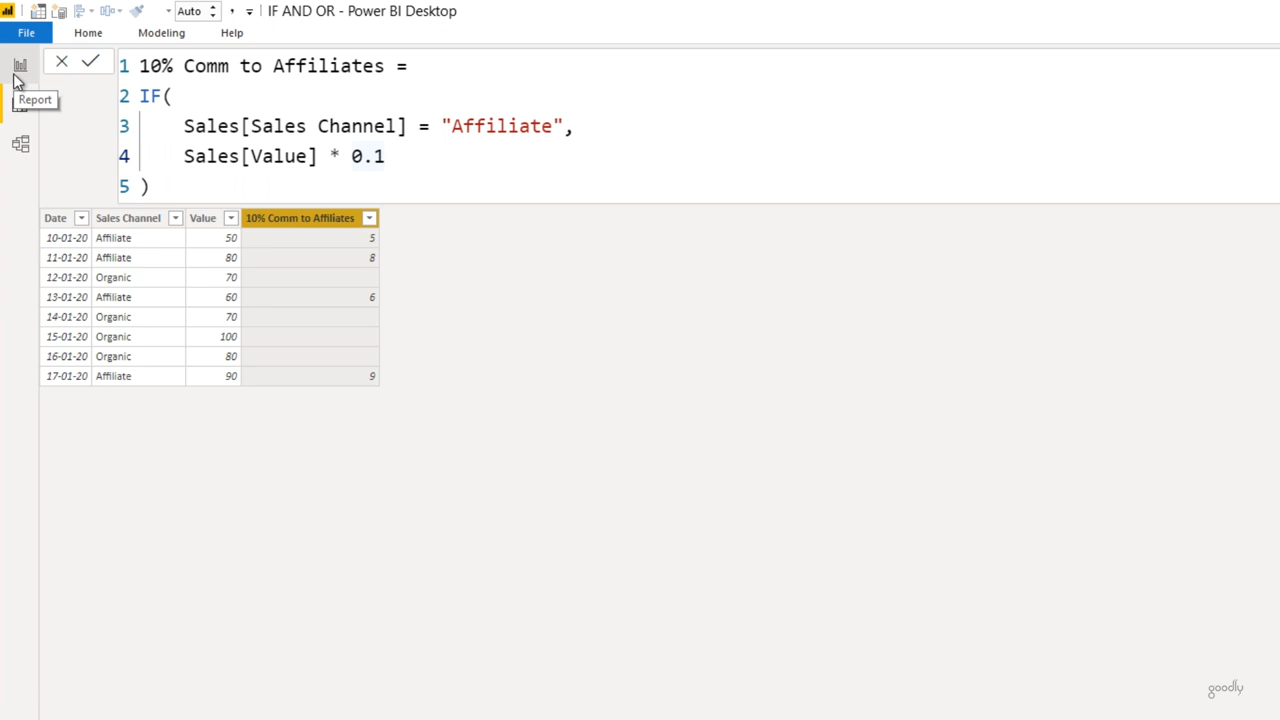 Auto
IF AND OR - Power BI Desktop
File Home Modeling Help
Report
1 10% Comm to Affiliates =
2 IF(
3 Sales[Sales Channel] = "Affiliate",
4 Sales[Value] * 0.1
5 )
Date Sales Channel Value 10% Comm to Affiliates
10-01-20 Affiliate 50 5
11-01-20 Affiliate 80 8
12-01-20 Organic 70
13-01-20 Affiliate 60 6
14-01-20 Organic 70
15-01-20 Organic 100
16-01-20 Organic 80
17-01-20 Affiliate 90 9
goodly